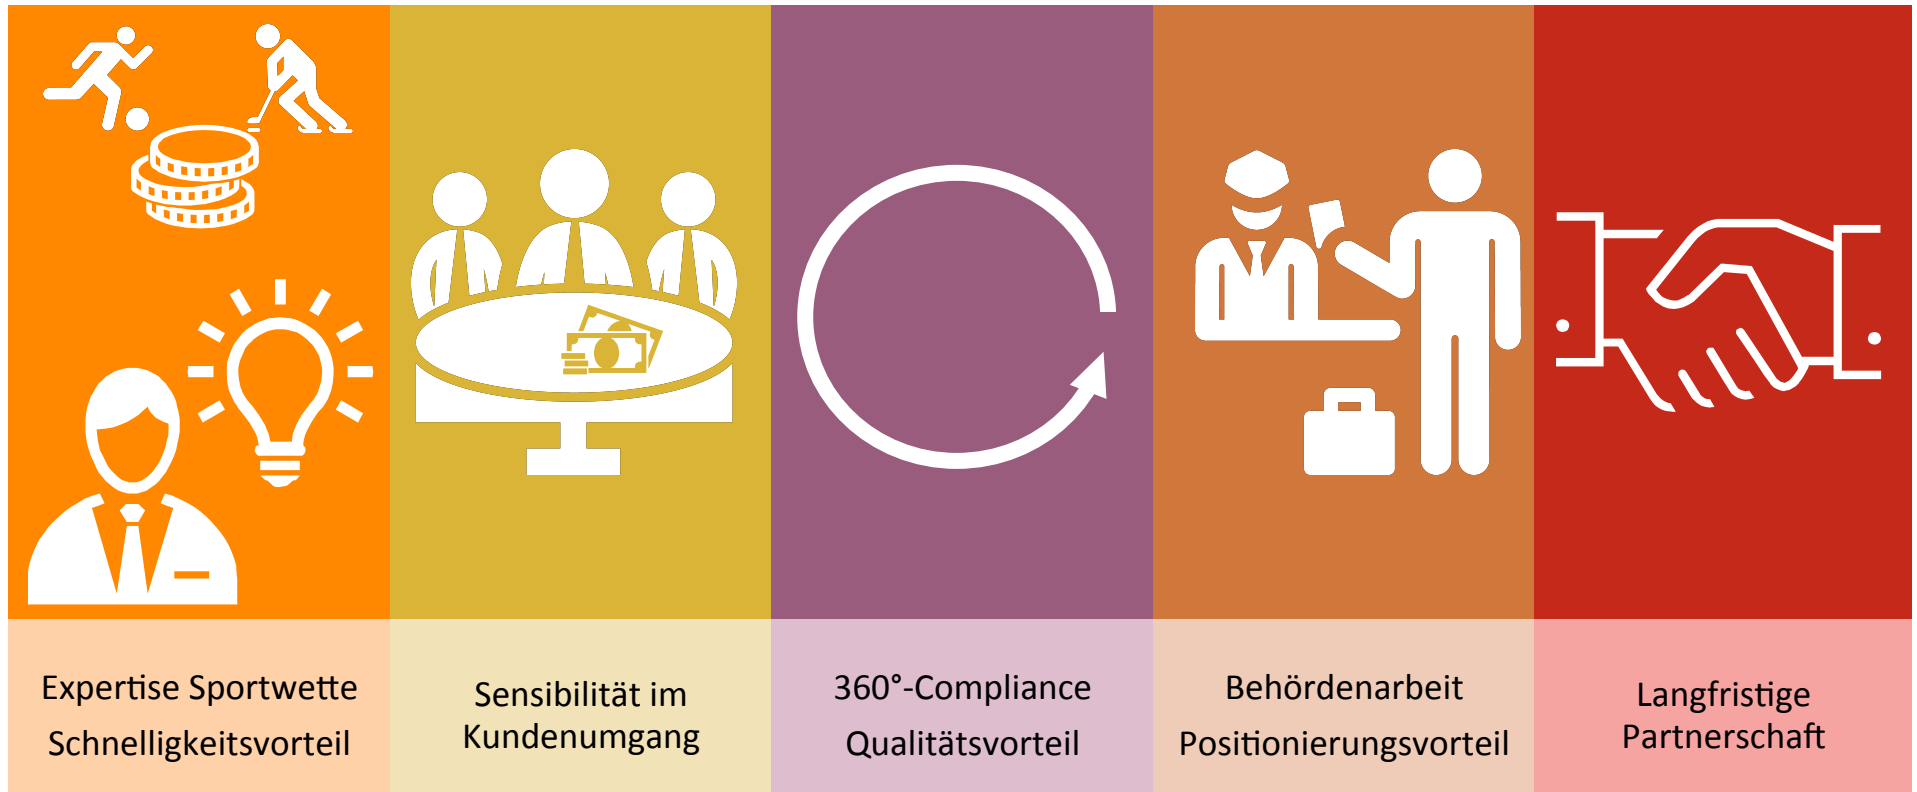 Expertise Sportwette
Schnelligkeitsvorteil
Sensibilität im
Kundenumgang
360°-Compliance
Qualitätsvorteil
Behördenarbeit
Positionierungsvorteil
Langfristige
Partnerschaft